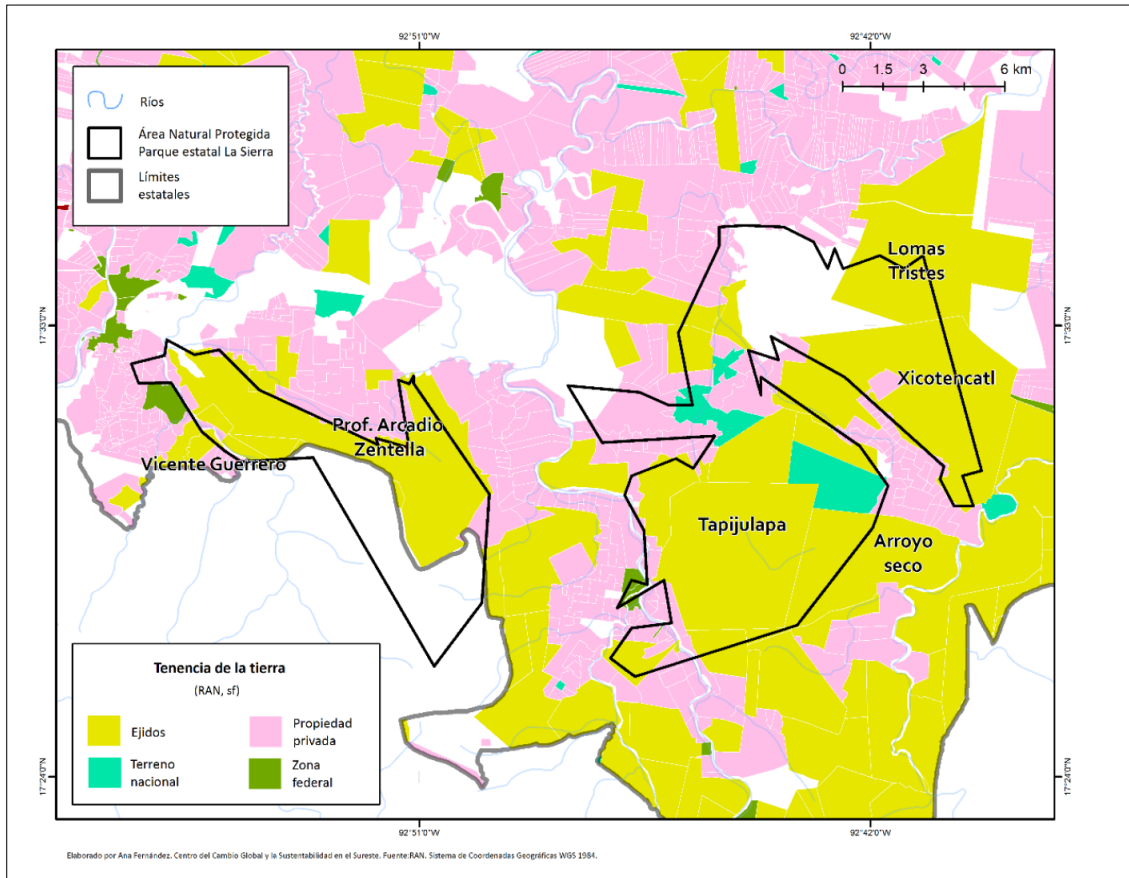 92°51'0"W
92°42'0"W
Ríos
Área Natural Protegida
Parque estatal La Sierra
Límites
estatales
0 1.5 3 6 km
Lomas
Tristes
17°33'0"N
17°33'0"N
Xicotencatl
Prof. Arcadio
Zentella
Vicente Guerrero
Tapijulapa
Arroyo
seco
Tenencia de la tierra
(RAN, sf)
Ejidos
Propiedad
privada
Terreno
nacional
Zona
federal
17°24'0"N
17°24'0"N
92°51'0"W
92°42'0"W
Elaborado por Ana Fernández. Centro del Cambio Global y la Sustentabilidad en el Sureste. Fuente:RAN. Sistema de Coordenadas Geográficas WGS 1984.